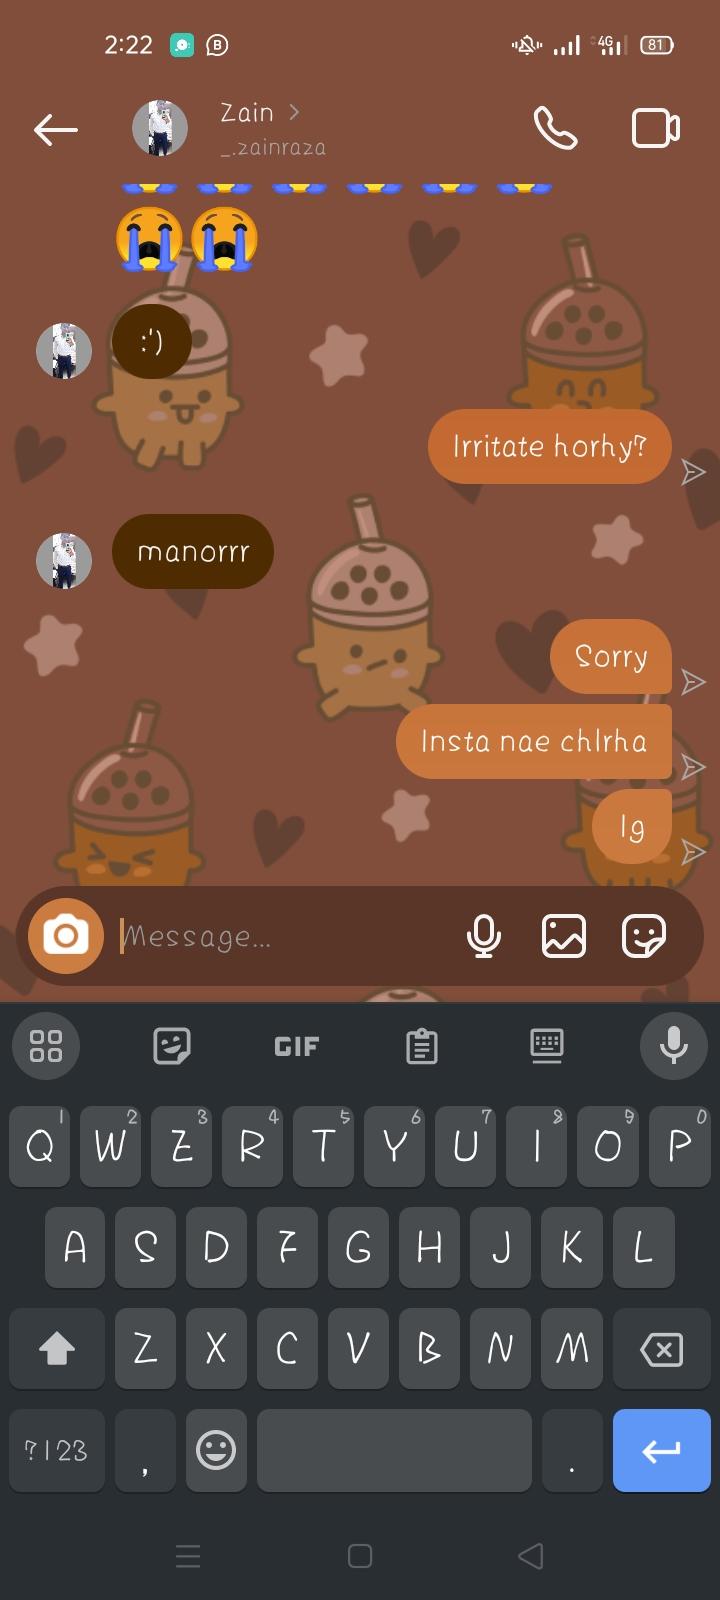 2:22
4G
81
Zain
_.zainraza
😭😭
:')
Irritate horhy?
manorrr
Sorry
Insta nae chlrha
Ig
Message...
GIF
1 2 3 4 5 6 7 8 9 0
Q W E R T Y U I O P
A S D F G H J K L
Z X C V B N M
?123 , .